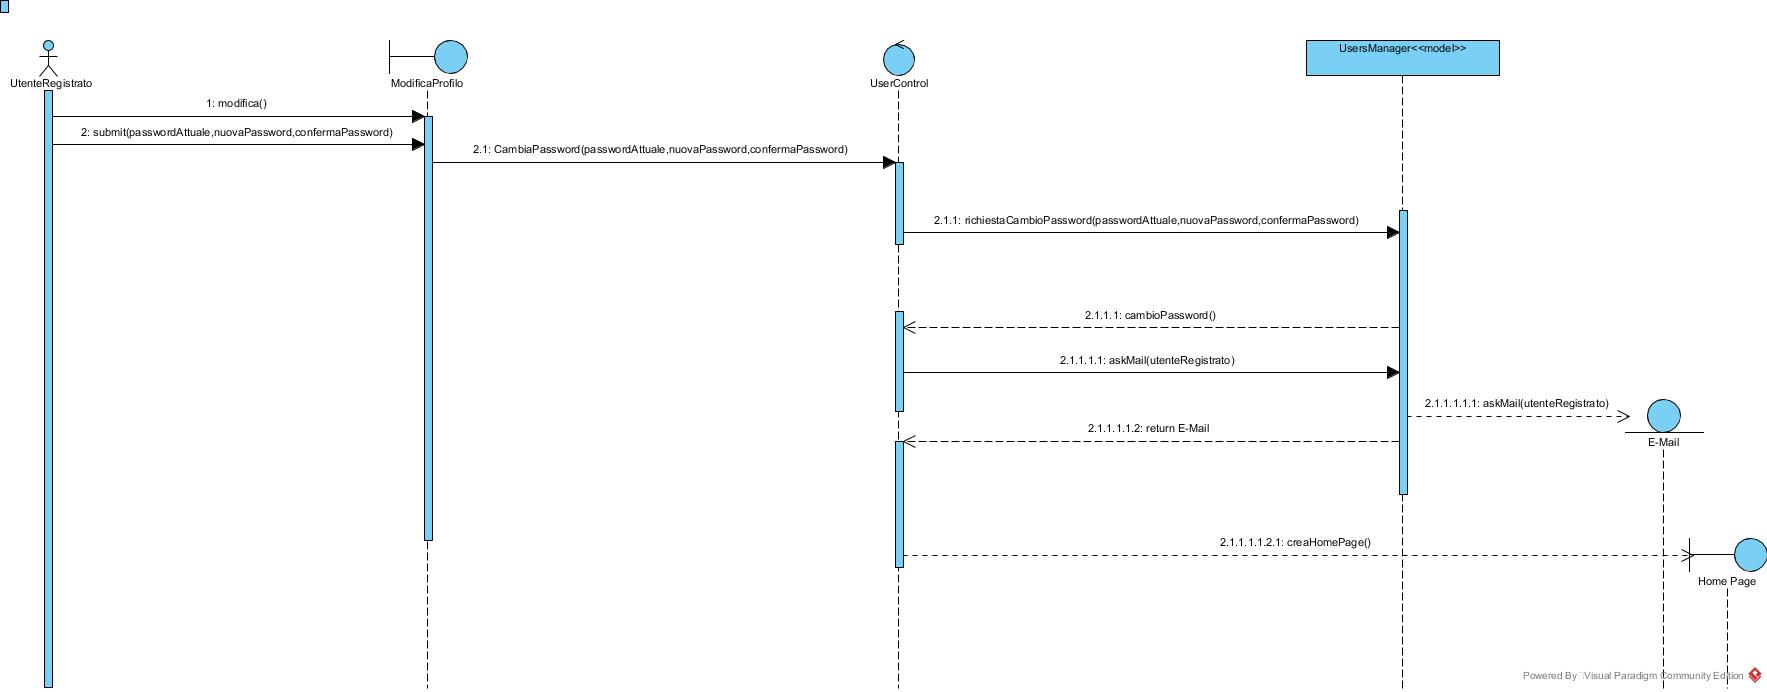 UsersManager<<model>>
UtenteRegistrato
ModificaProfilo
UserControl
1: modifica()
2: submit(passwordAttuale,nuovaPassword,confermaPassword)
2.1: CambiaPassword(passwordAttuale,nuovaPassword,confermaPassword)
2.1.1: richiestaCambioPassword(passwordAttuale,nuovaPassword,confermaPassword)
2.1.1.1: cambioPassword()
2.1.1.1.1: askMail(utenteRegistrato)
2.1.1.1.1.1: askMail(utenteRegistrato)
2.1.1.1.1.2: return E-Mail
E-Mail
2.1.1.1.1.2.1: creaHomePage()
Home Page
Powered By Visual Paradigm Community Edition